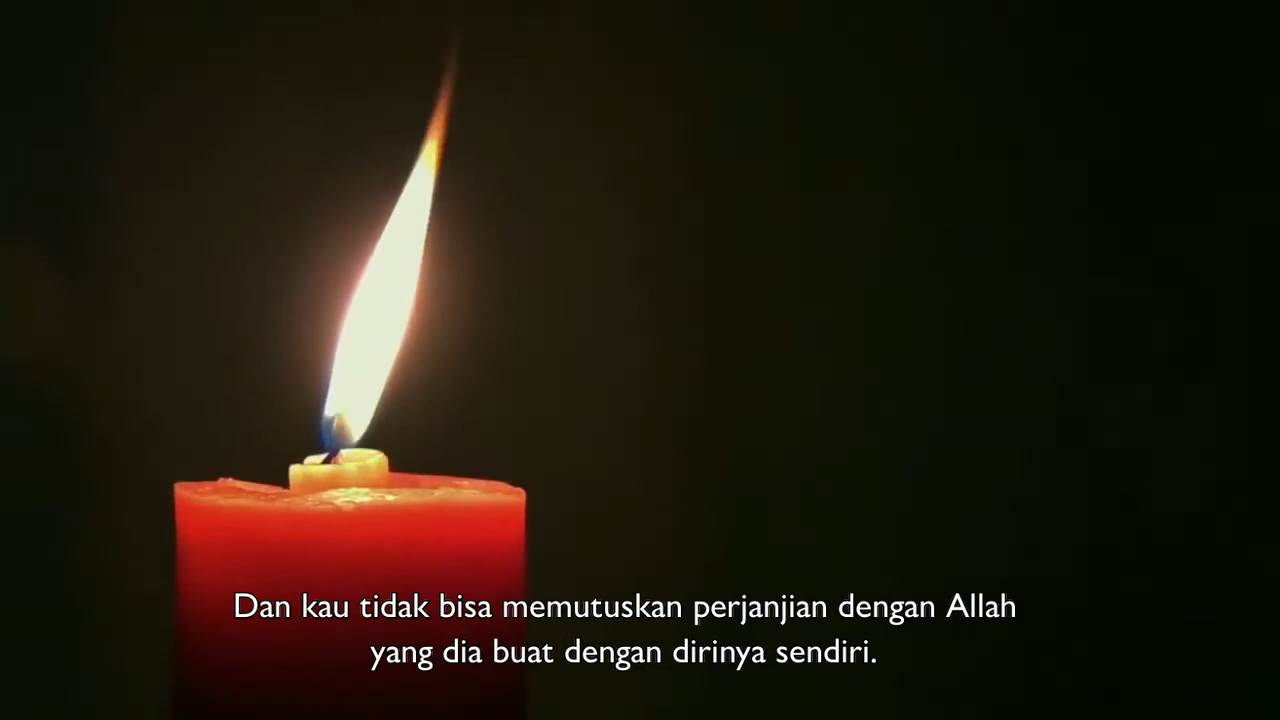 Dan kau tidak bisa memutuskan perjanjian dengan Allah
yang dia buat dengan dirinya sendiri.